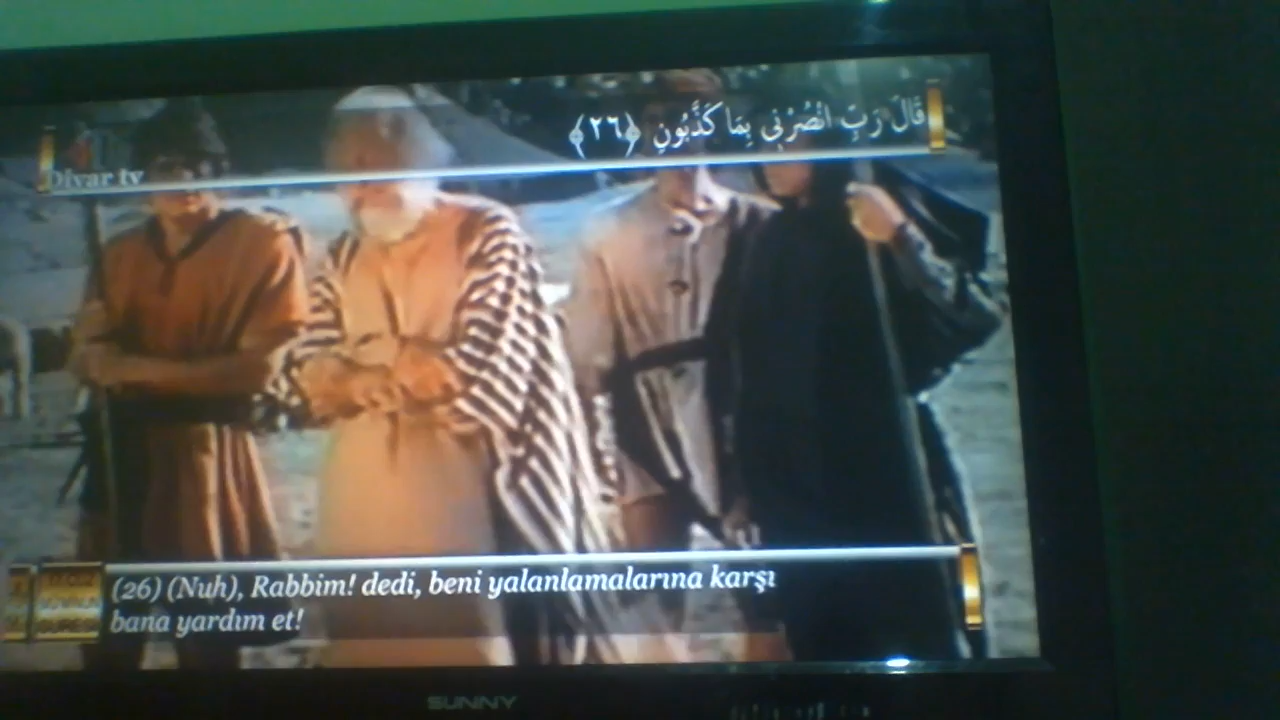 قَالَ رَبِّ انْصُرْنِي بِمَا كَذَّبُونِ ﴿٢٦﴾
Divar tv
(26) (Nuh), Rabbim! dedi, beni yalanlamalarına karşı
bana yardım et!
SUNNY